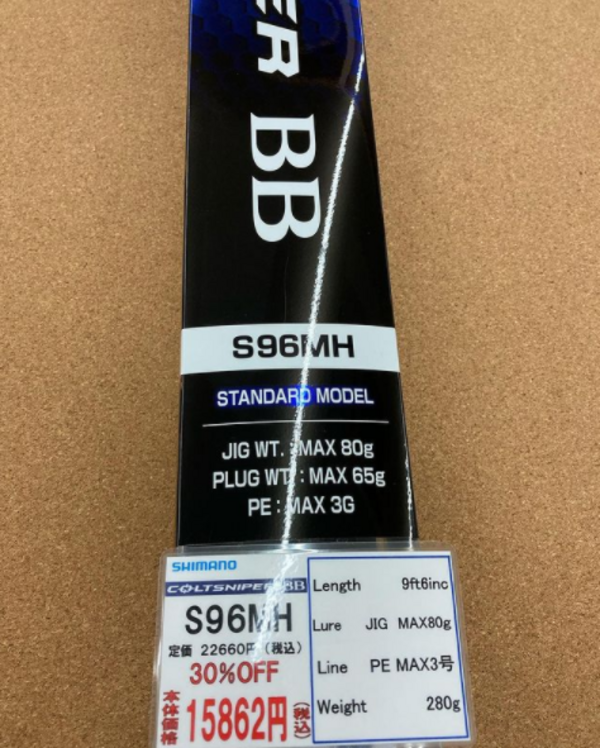 ER
BB
S96MH
STANDARD MODEL
JIG WT. : MAX 80g
PLUG WT. : MAX 65g
PE : MAX 3G
SHIMANO
COLTSNIPER BB
S96MH
定価 22660円(税込)
30%OFF
本体価格 15862円(税込)
Length 9ft6inc
Lure JIG MAX80g
Line PE MAX3号
Weight 280g